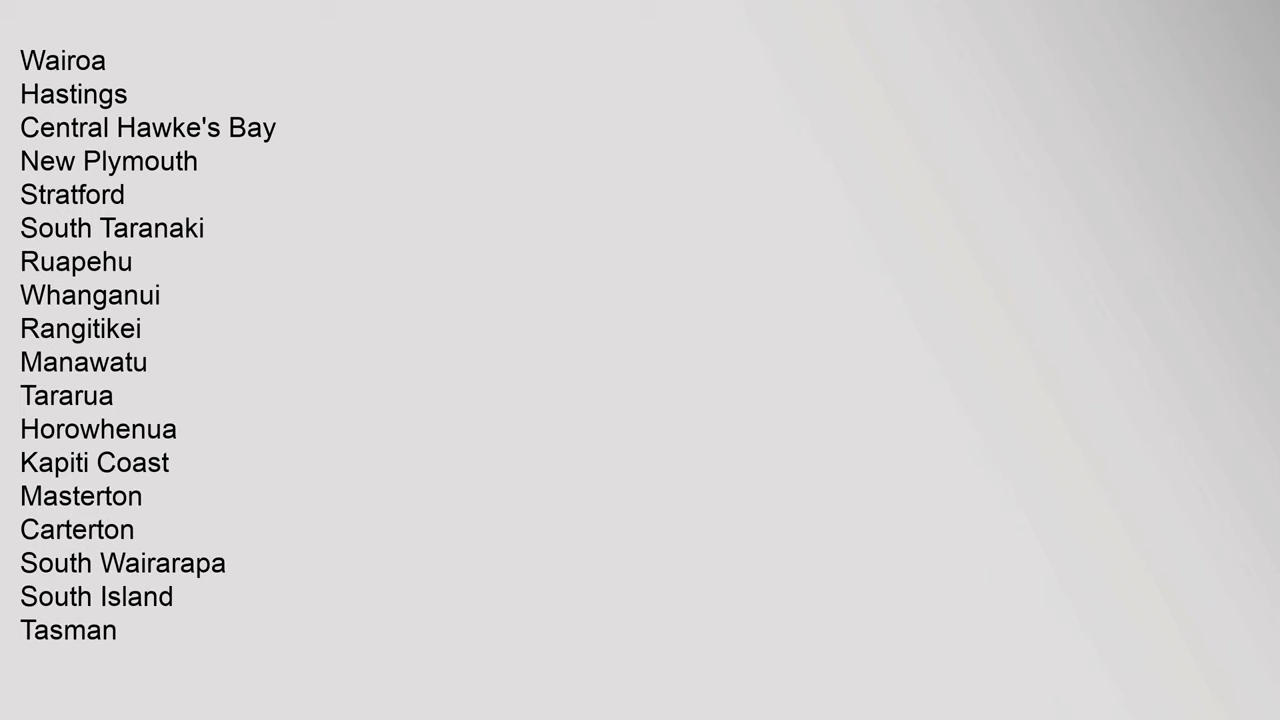 Wairoa
Hastings
Central Hawke's Bay
New Plymouth
Stratford
South Taranaki
Ruapehu
Whanganui
Rangitikei
Manawatu
Tararua
Horowhenua
Kapiti Coast
Masterton
Carterton
South Wairarapa
South Island
Tasman